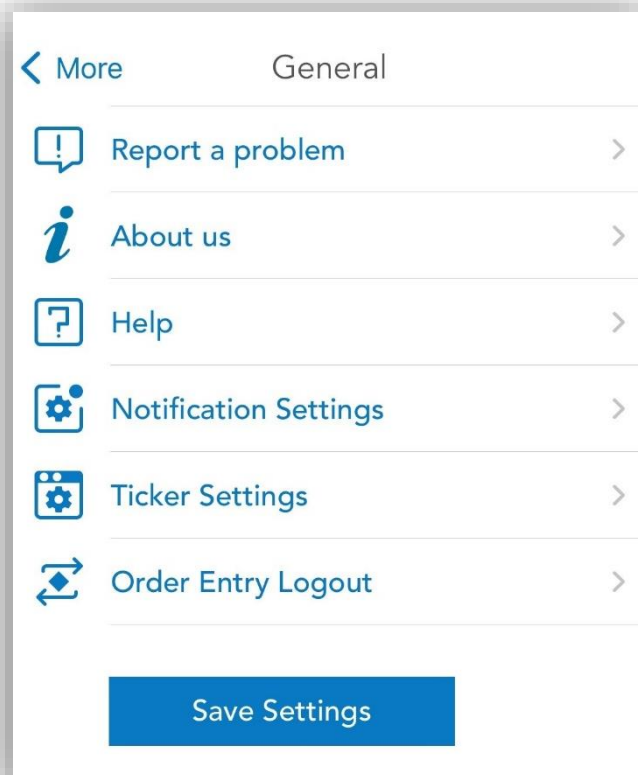 More
General
Report a problem
About us
Help
Notification Settings
Ticker Settings
Order Entry Logout
Save Settings